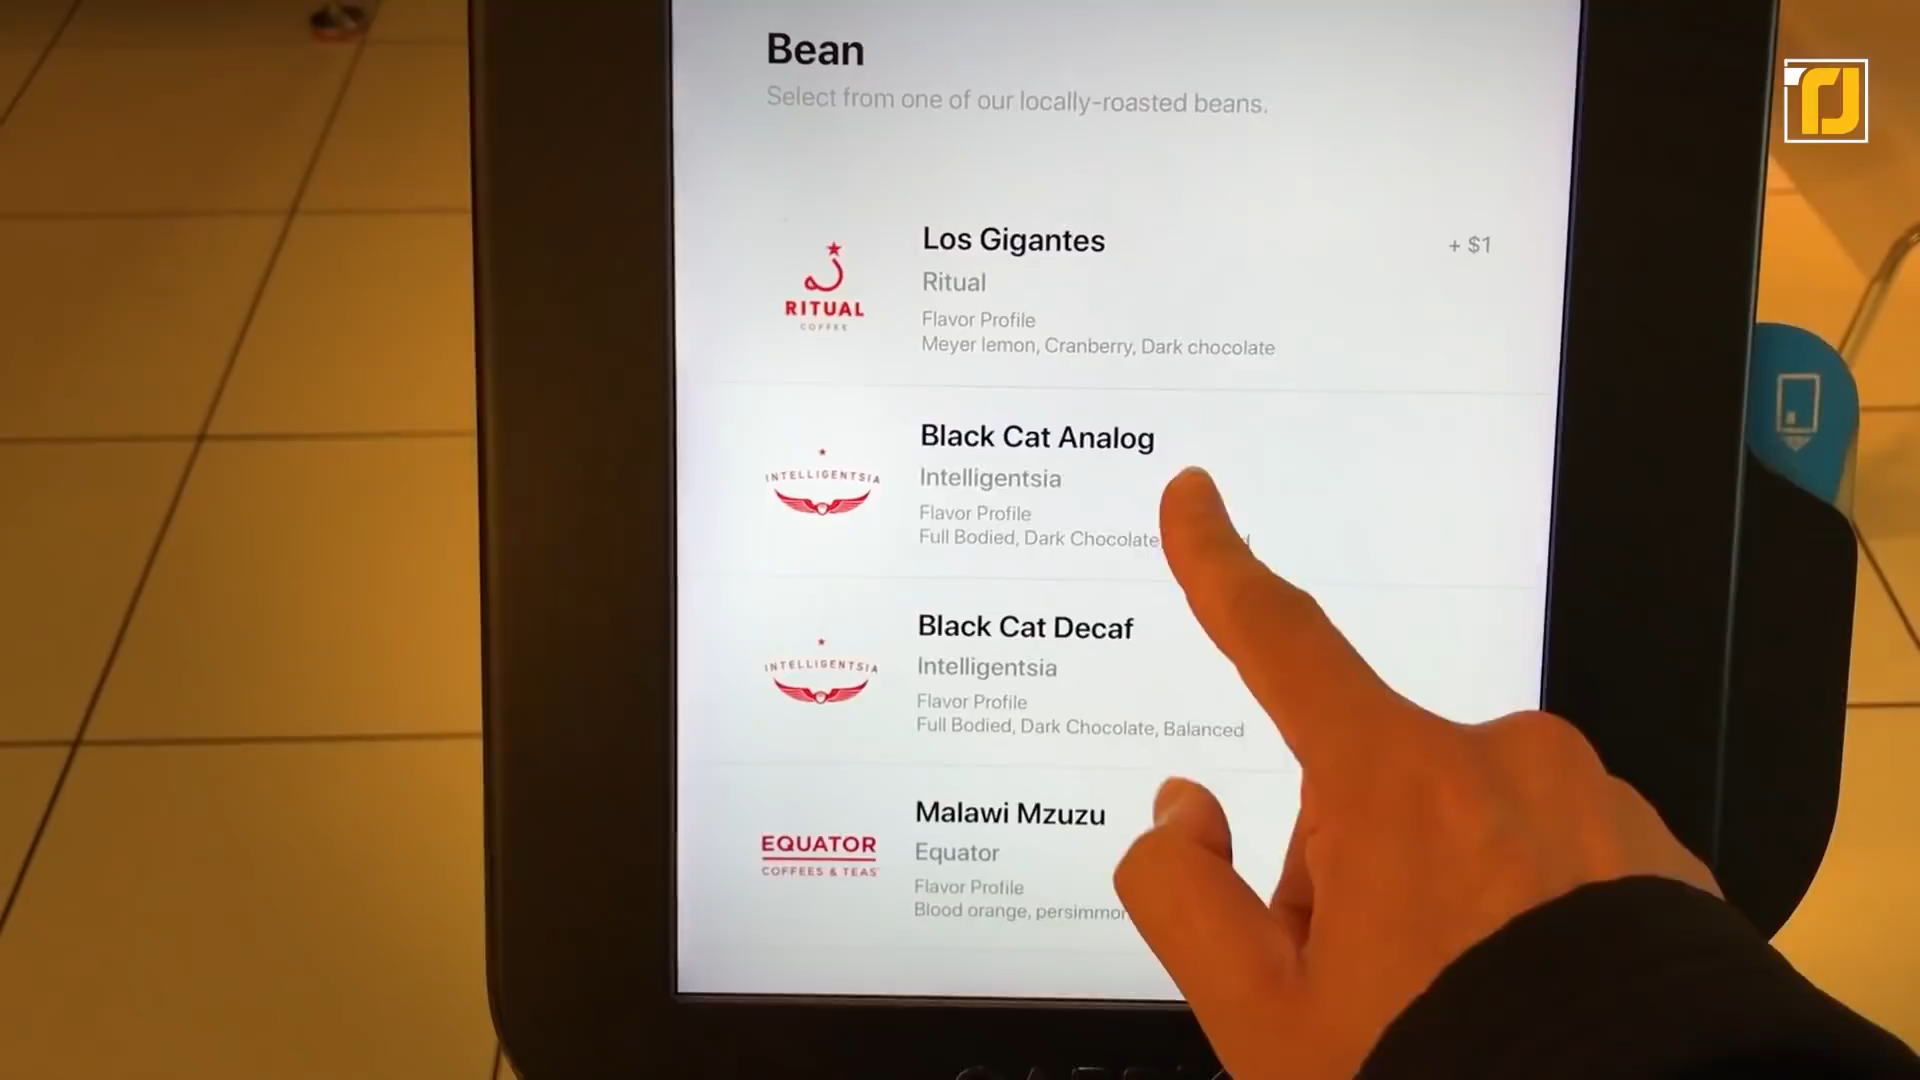 Bean
Select from one of our locally-roasted beans.
Los Gigantes
+ $1
Ritual
Flavor Profile
Meyer lemon, Cranberry, Dark chocolate
RITUAL
COFFEE
Black Cat Analog
Intelligentsia
Flavor Profile
Full Bodied, Dark Chocolate
INTELLIGENTSIA
Black Cat Decaf
Intelligentsia
Flavor Profile
Full Bodied, Dark Chocolate, Balanced
INTELLIGENTSIA
Malawi Mzuzu
Equator
Flavor Profile
Blood orange,
EQUATOR
COFFEES & TEAS